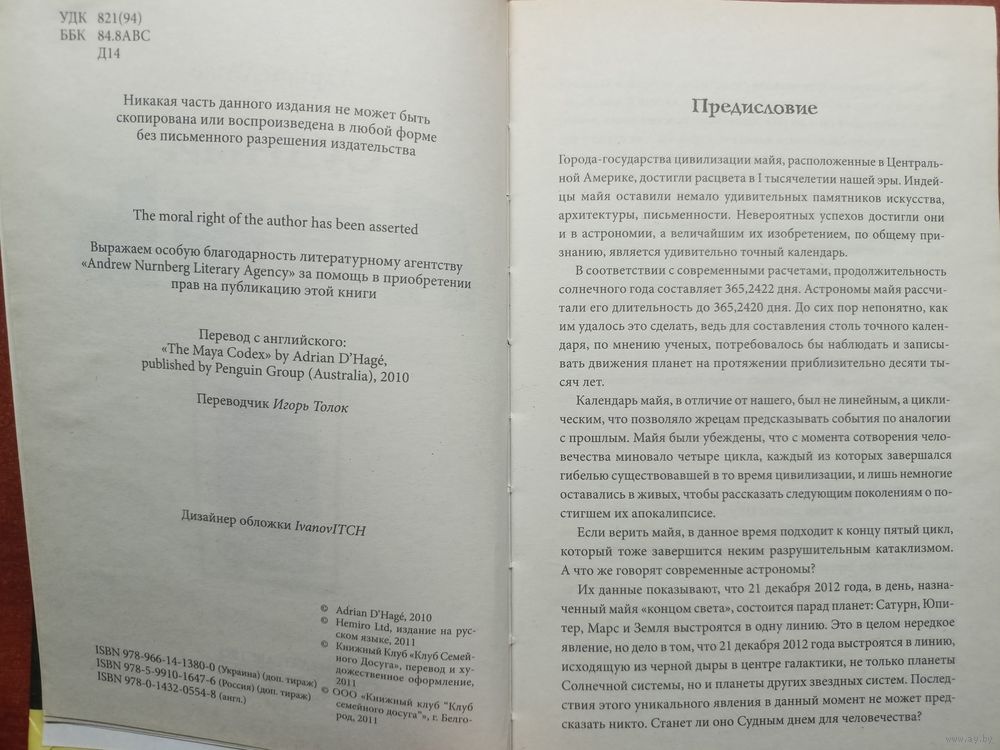 УДК 821(94)
ББК 84.8АВС
Д14
Никакая часть данного издания не может быть
скопирована или воспроизведена в любой форме
без письменного разрешения издательства
The moral right of the author has been asserted
Выражаем особую благодарность литературному агентству
«Andrew Nurnberg Literary Agency» за помощь в приобретении
прав на публикацию этой книги
Перевод с английского:
«The Maya Codex» by Adrian D’Hagé,
published by Penguin Group (Australia), 2010
Переводчик Игорь Толок
Дизайнер обложки IvanovITCH
© Adrian D’Hagé, 2010
© Hemiro Ltd, издание на рус-
ском языке, 2011
© Книжный Клуб «Клуб Семей-
ного Досуга», перевод и ху-
дожественное оформление,
2011
© ООО «Книжный клуб “Клуб
семейного досуга”», г. Белго-
род, 2011
ISBN 978-966-14-1380-0 (Украина) (доп. тираж)
ISBN 978-5-9910-1647-6 (Россия) (доп. тираж)
ISBN 978-0-1432-0554-8 (англ.)
Предисловие
Города-государства цивилизации майя, расположенные в Централь-
ной Америке, достигли расцвета в I тысячелетии нашей эры. Индей-
цы майя оставили немало удивительных памятников искусства,
архитектуры, письменности. Невероятных успехов достигли они
и в астрономии, а величайшим их изобретением, по общему при-
знанию, является удивительно точный календарь.
В соответствии с современными расчетами, продолжительность
солнечного года составляет 365,2422 дня. Астрономы майя рассчи-
тали его длительность до 365,2420 дня. До сих пор непонятно, как
им удалось это сделать, ведь для составления столь точного кален-
даря, по мнению ученых, потребовалось бы наблюдать и записы-
вать движения планет на протяжении приблизительно десяти ты-
сяч лет.
Календарь майя, в отличие от нашего, был не линейным, а цикли-
ческим, что позволяло жрецам предсказывать события по аналогии
с прошлым. Майя были убеждены, что с момента сотворения чело-
вечества миновало четыре цикла, каждый из которых завершался
гибелью существовавшей в то время цивилизации, и лишь немногие
оставались в живых, чтобы рассказать следующим поколениям о по-
стигшем их апокалипсисе.
Если верить майя, в данное время подходит к концу пятый цикл,
который тоже завершится неким разрушительным катаклизмом.
А что же говорят современные астрономы?
Их данные показывают, что 21 декабря 2012 года, в день, назна-
ченный майя «концом света», состоится парад планет: Сатурн, Юпи-
тер, Марс и Земля выстроятся в одну линию. Это в целом нередкое
явление, но дело в том, что 21 декабря 2012 года выстроятся в линию,
исходящую из черной дыры в центре галактики, не только планеты
Солнечной системы, но и планеты других звездных систем. Послед-
ствия этого уникального явления в данный момент не может пред-
сказать никто. Станет ли оно Судным днем для человечества?
www.ay.by